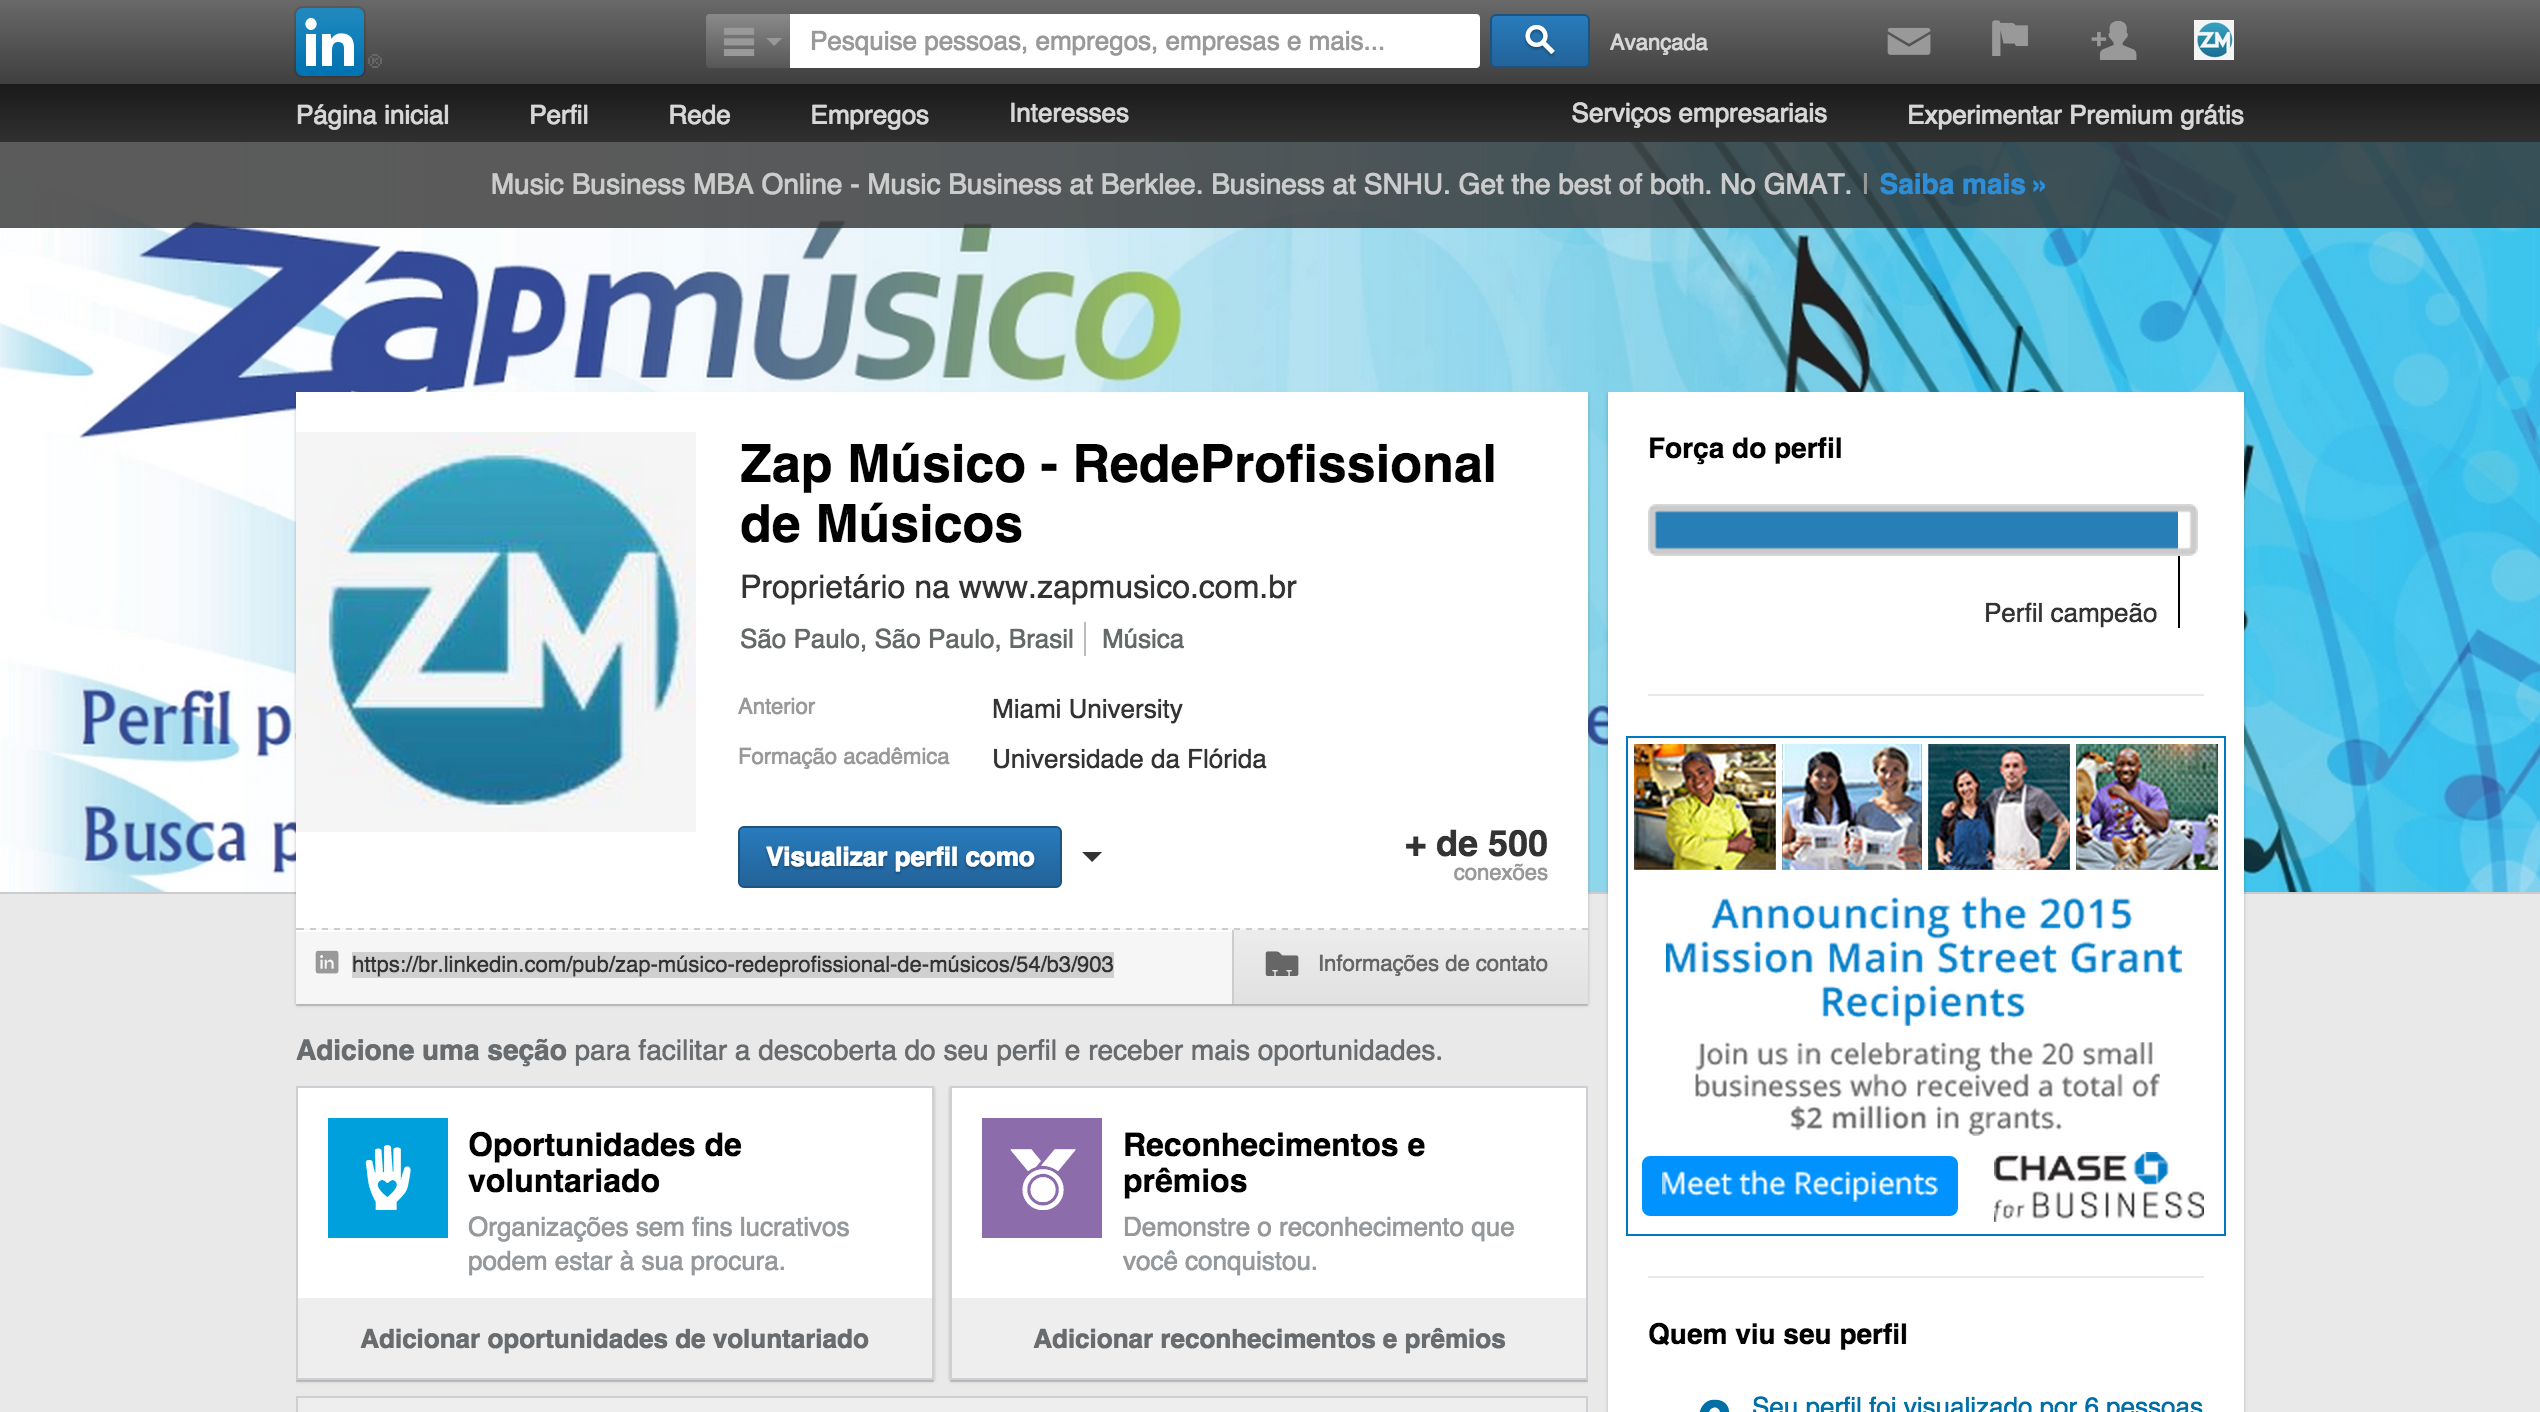 in
Pesquise pessoas, empregos, empresas e mais...
Avançada
ZM
Página inicial
Perfil
Rede
Empregos
Interesses
Serviços empresariais
Experimentar Premium grátis
Music Business MBA Online - Music Business at Berklee. Business at SNHU. Get the best of both. No GMAT. | Saiba mais »
Zapmúsico
Perfil p
Busca p
ZM
Zap Músico - RedeProfissional
de Músicos
Proprietário na www.zapmusico.com.br
São Paulo, São Paulo, Brasil | Música
Anterior
Miami University
Formação acadêmica
Universidade da Flórida
Visualizar perfil como
+ de 500
conexões
in
https://br.linkedin.com/pub/zap-músico-redeprofissional-de-músicos/54/b3/903
Informações de contato
Adicione uma seção para facilitar a descoberta do seu perfil e receber mais oportunidades.
Oportunidades de
voluntariado
Organizações sem fins lucrativos
podem estar à sua procura.
Adicionar oportunidades de voluntariado
Reconhecimentos e
prêmios
Demonstre o reconhecimento que
você conquistou.
Adicionar reconhecimentos e prêmios
Força do perfil
Perfil campeão
Announcing the 2015
Mission Main Street Grant
Recipients
Join us in celebrating the 20 small
businesses who received a total of
$2 million in grants.
Meet the Recipients
CHASE
for BUSINESS
Quem viu seu perfil
Seu perfil foi visualizado por 6 pessoas